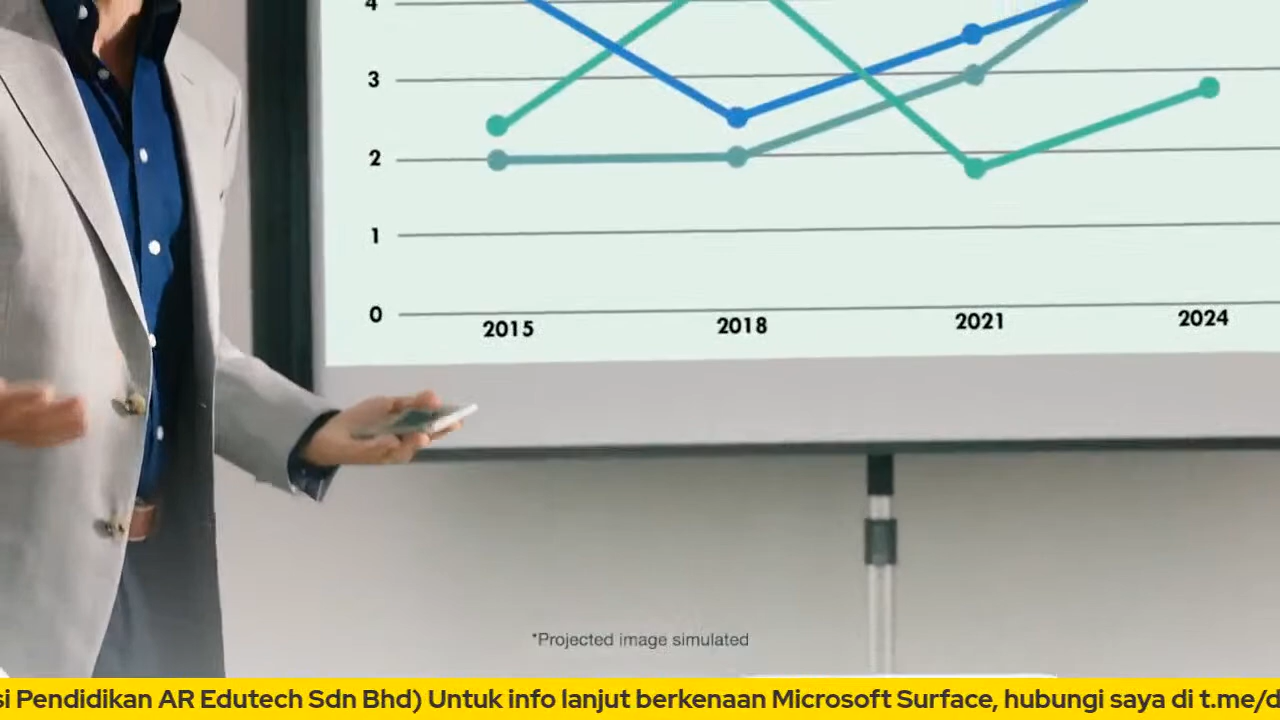 4
3
2
1
0
2015 2018 2021 2024
*Projected image simulated
si Pendidikan AR Edutech Sdn Bhd) Untuk info lanjut berkenaan Microsoft Surface, hubungi saya di t.me/d